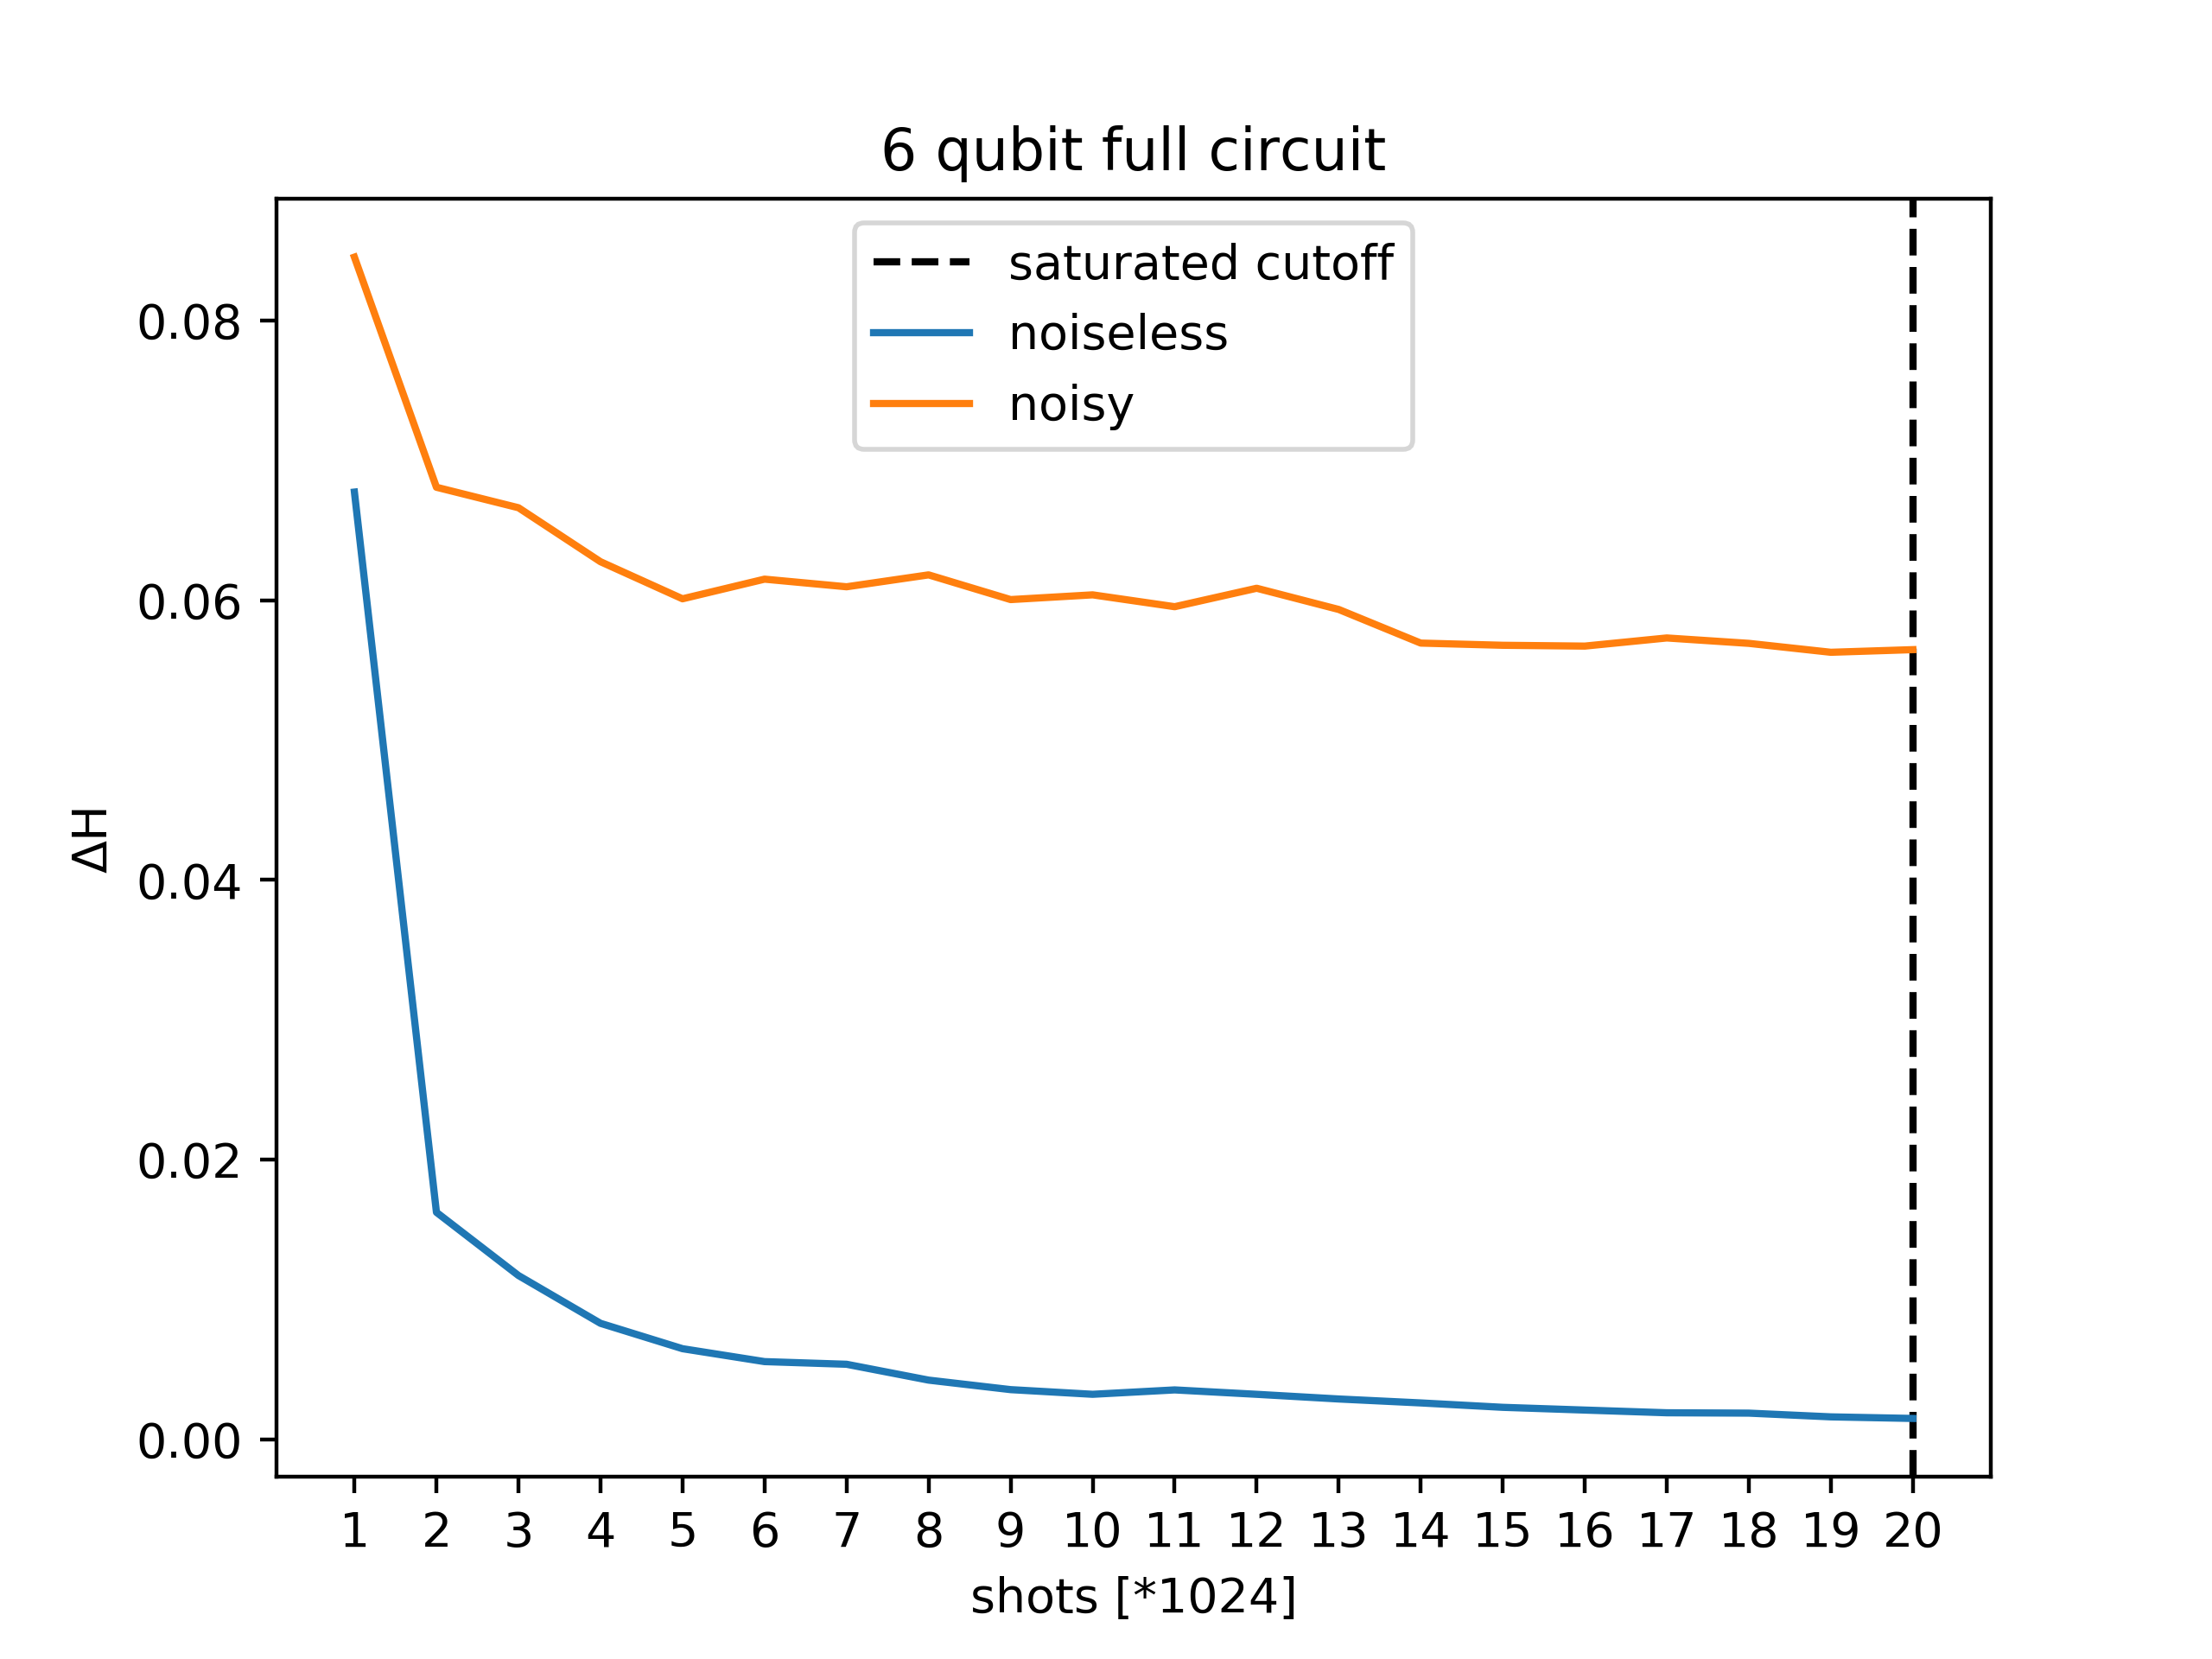 6 qubit full circuit
saturated cutoff
noiseless
noisy
0.08
0.06
0.04
0.02
0.00
ΔH
1 2 3 4 5 6 7 8 9 10 11 12 13 14 15 16 17 18 19 20
shots [*1024]